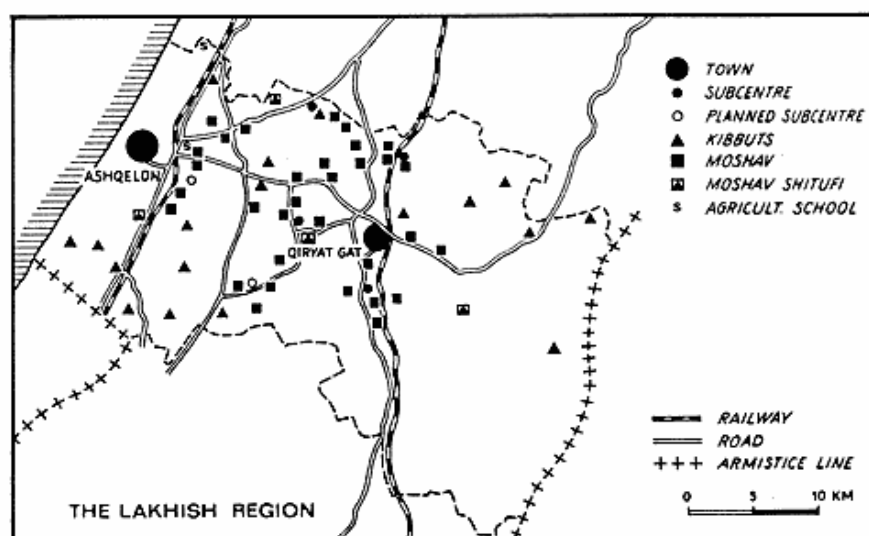 TOWN
SUBCENTRE
PLANNED SUBCENTRE
KIBBUTS
MOSHAV
MOSHAV SHITUFI
S AGRICULT. SCHOOL
S
S
ASHQELON
QIRYAT GAT
RAILWAY
ROAD
ARMISTICE LINE
0 5 10 KM
THE LAKHISH REGION